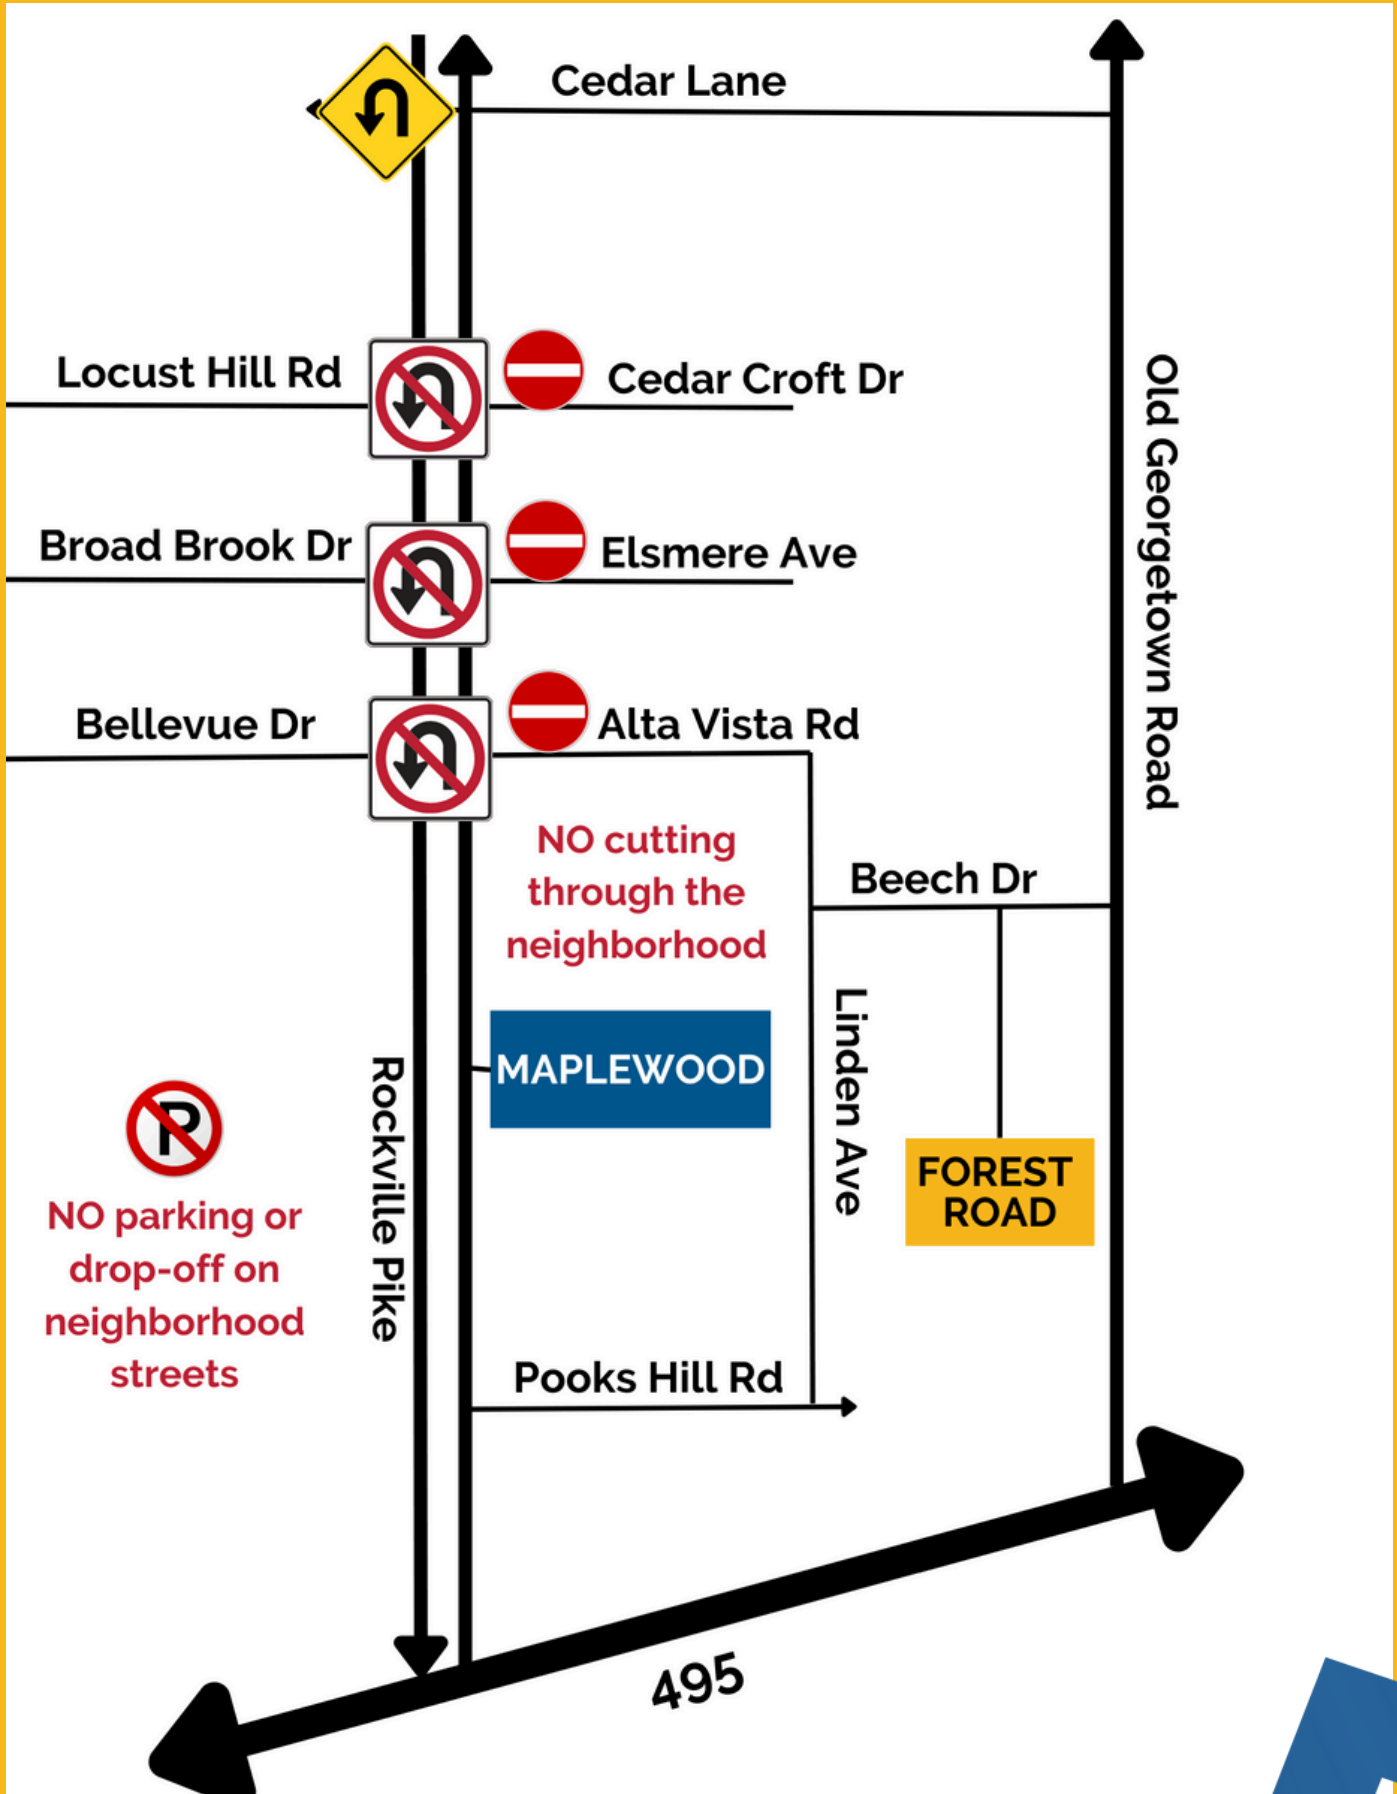 Cedar Lane
Locust Hill Rd
Cedar Croft Dr
Broad Brook Dr
Elsmere Ave
Bellevue Dr
Alta Vista Rd
Old Georgetown Road
NO cutting
through the
neighborhood
Beech Dr
MAPLEWOOD
Linden Ave
Rockville Pike
P
NO parking or
drop-off on
neighborhood
streets
FOREST
ROAD
Pooks Hill Rd
495